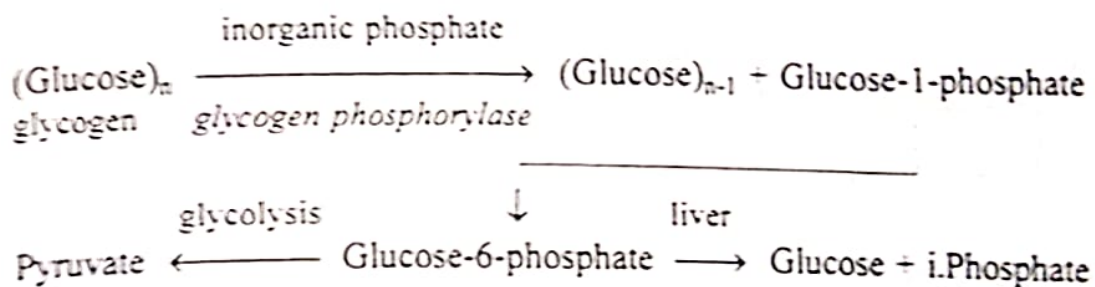 inorganic phosphate
(Glucose)n ⟶ (Glucose)n-1 + Glucose-1-phosphate
glycogen glycogen phosphorylase
↓
glycolysis liver
Pyruvate ⟵ Glucose-6-phosphate ⟶ Glucose + i.Phosphate